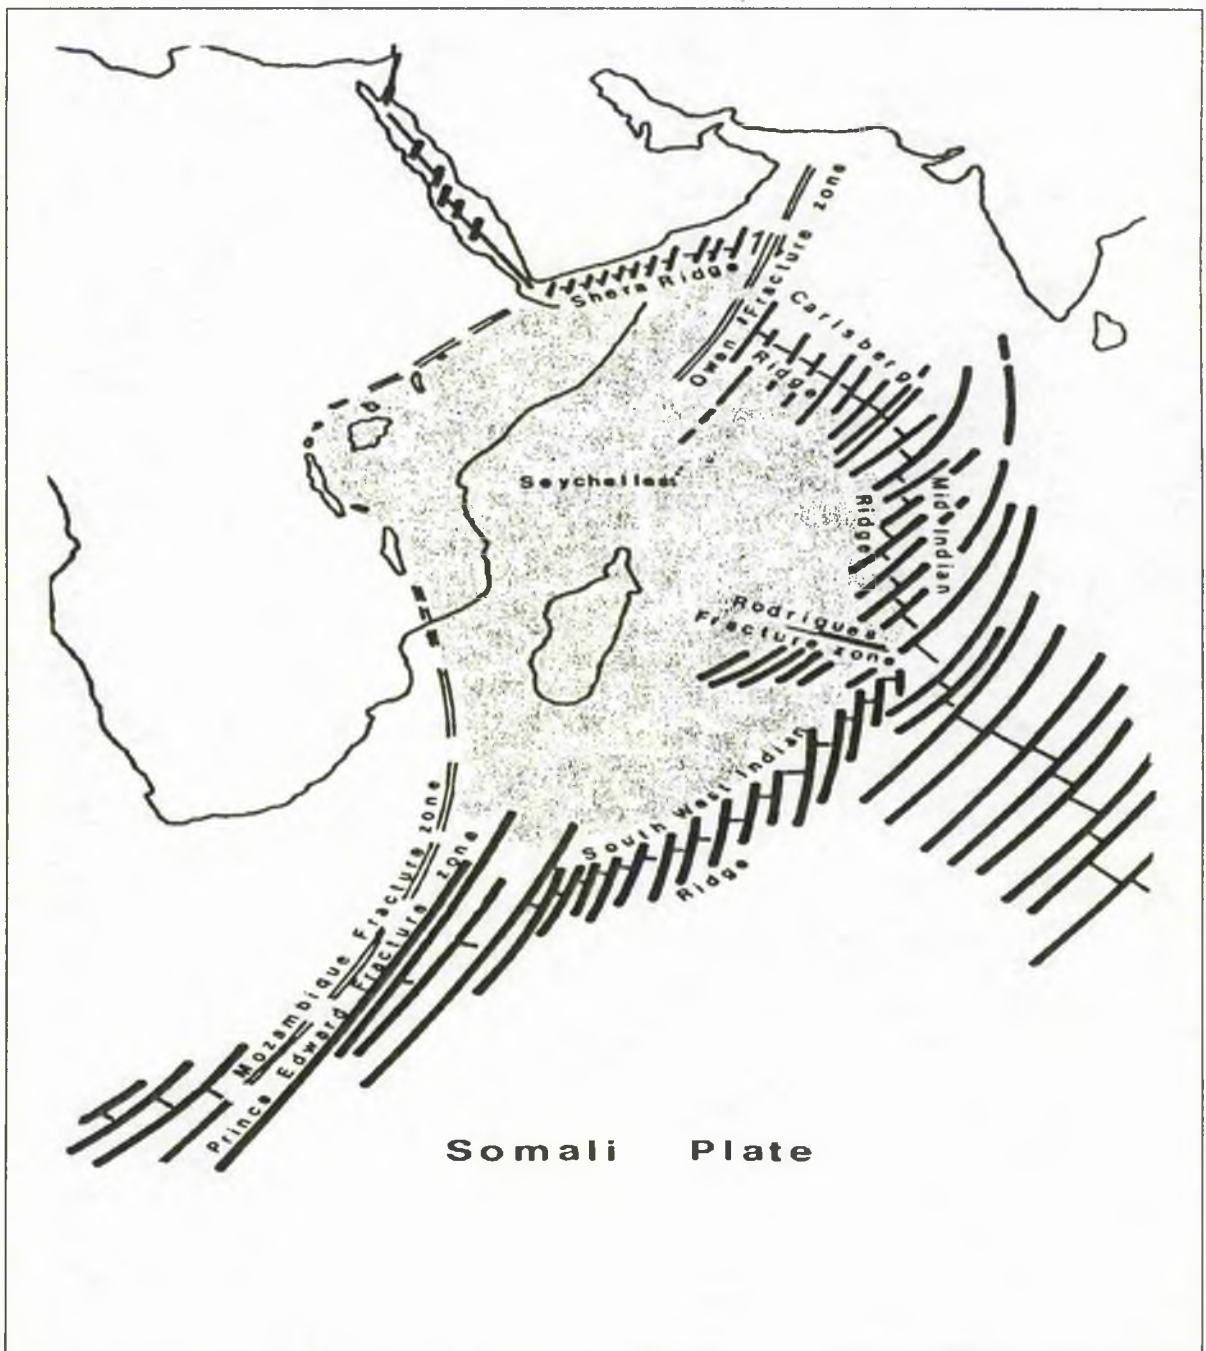 Owen Fracture zone
Shera Ridge
Carlsberg
Ridge
Seychelles
Mid Indian
Ridge
Rodrigues
Fracture zone
South West Indian
Ridge
Mozambique Fracture zone
Prince Edward Fracture zone
Somali Plate